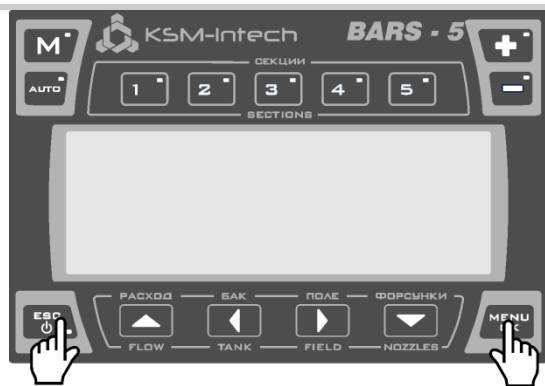 M
KSM-Intech BARS - 5
AUTO
СЕКЦИИ
1 2 3 4 5
SECTIONS
РАСХОД БАК ПОЛЕ ФОРСУНКИ
ESC MENU
FLOW TANK FIELD NOZZLES